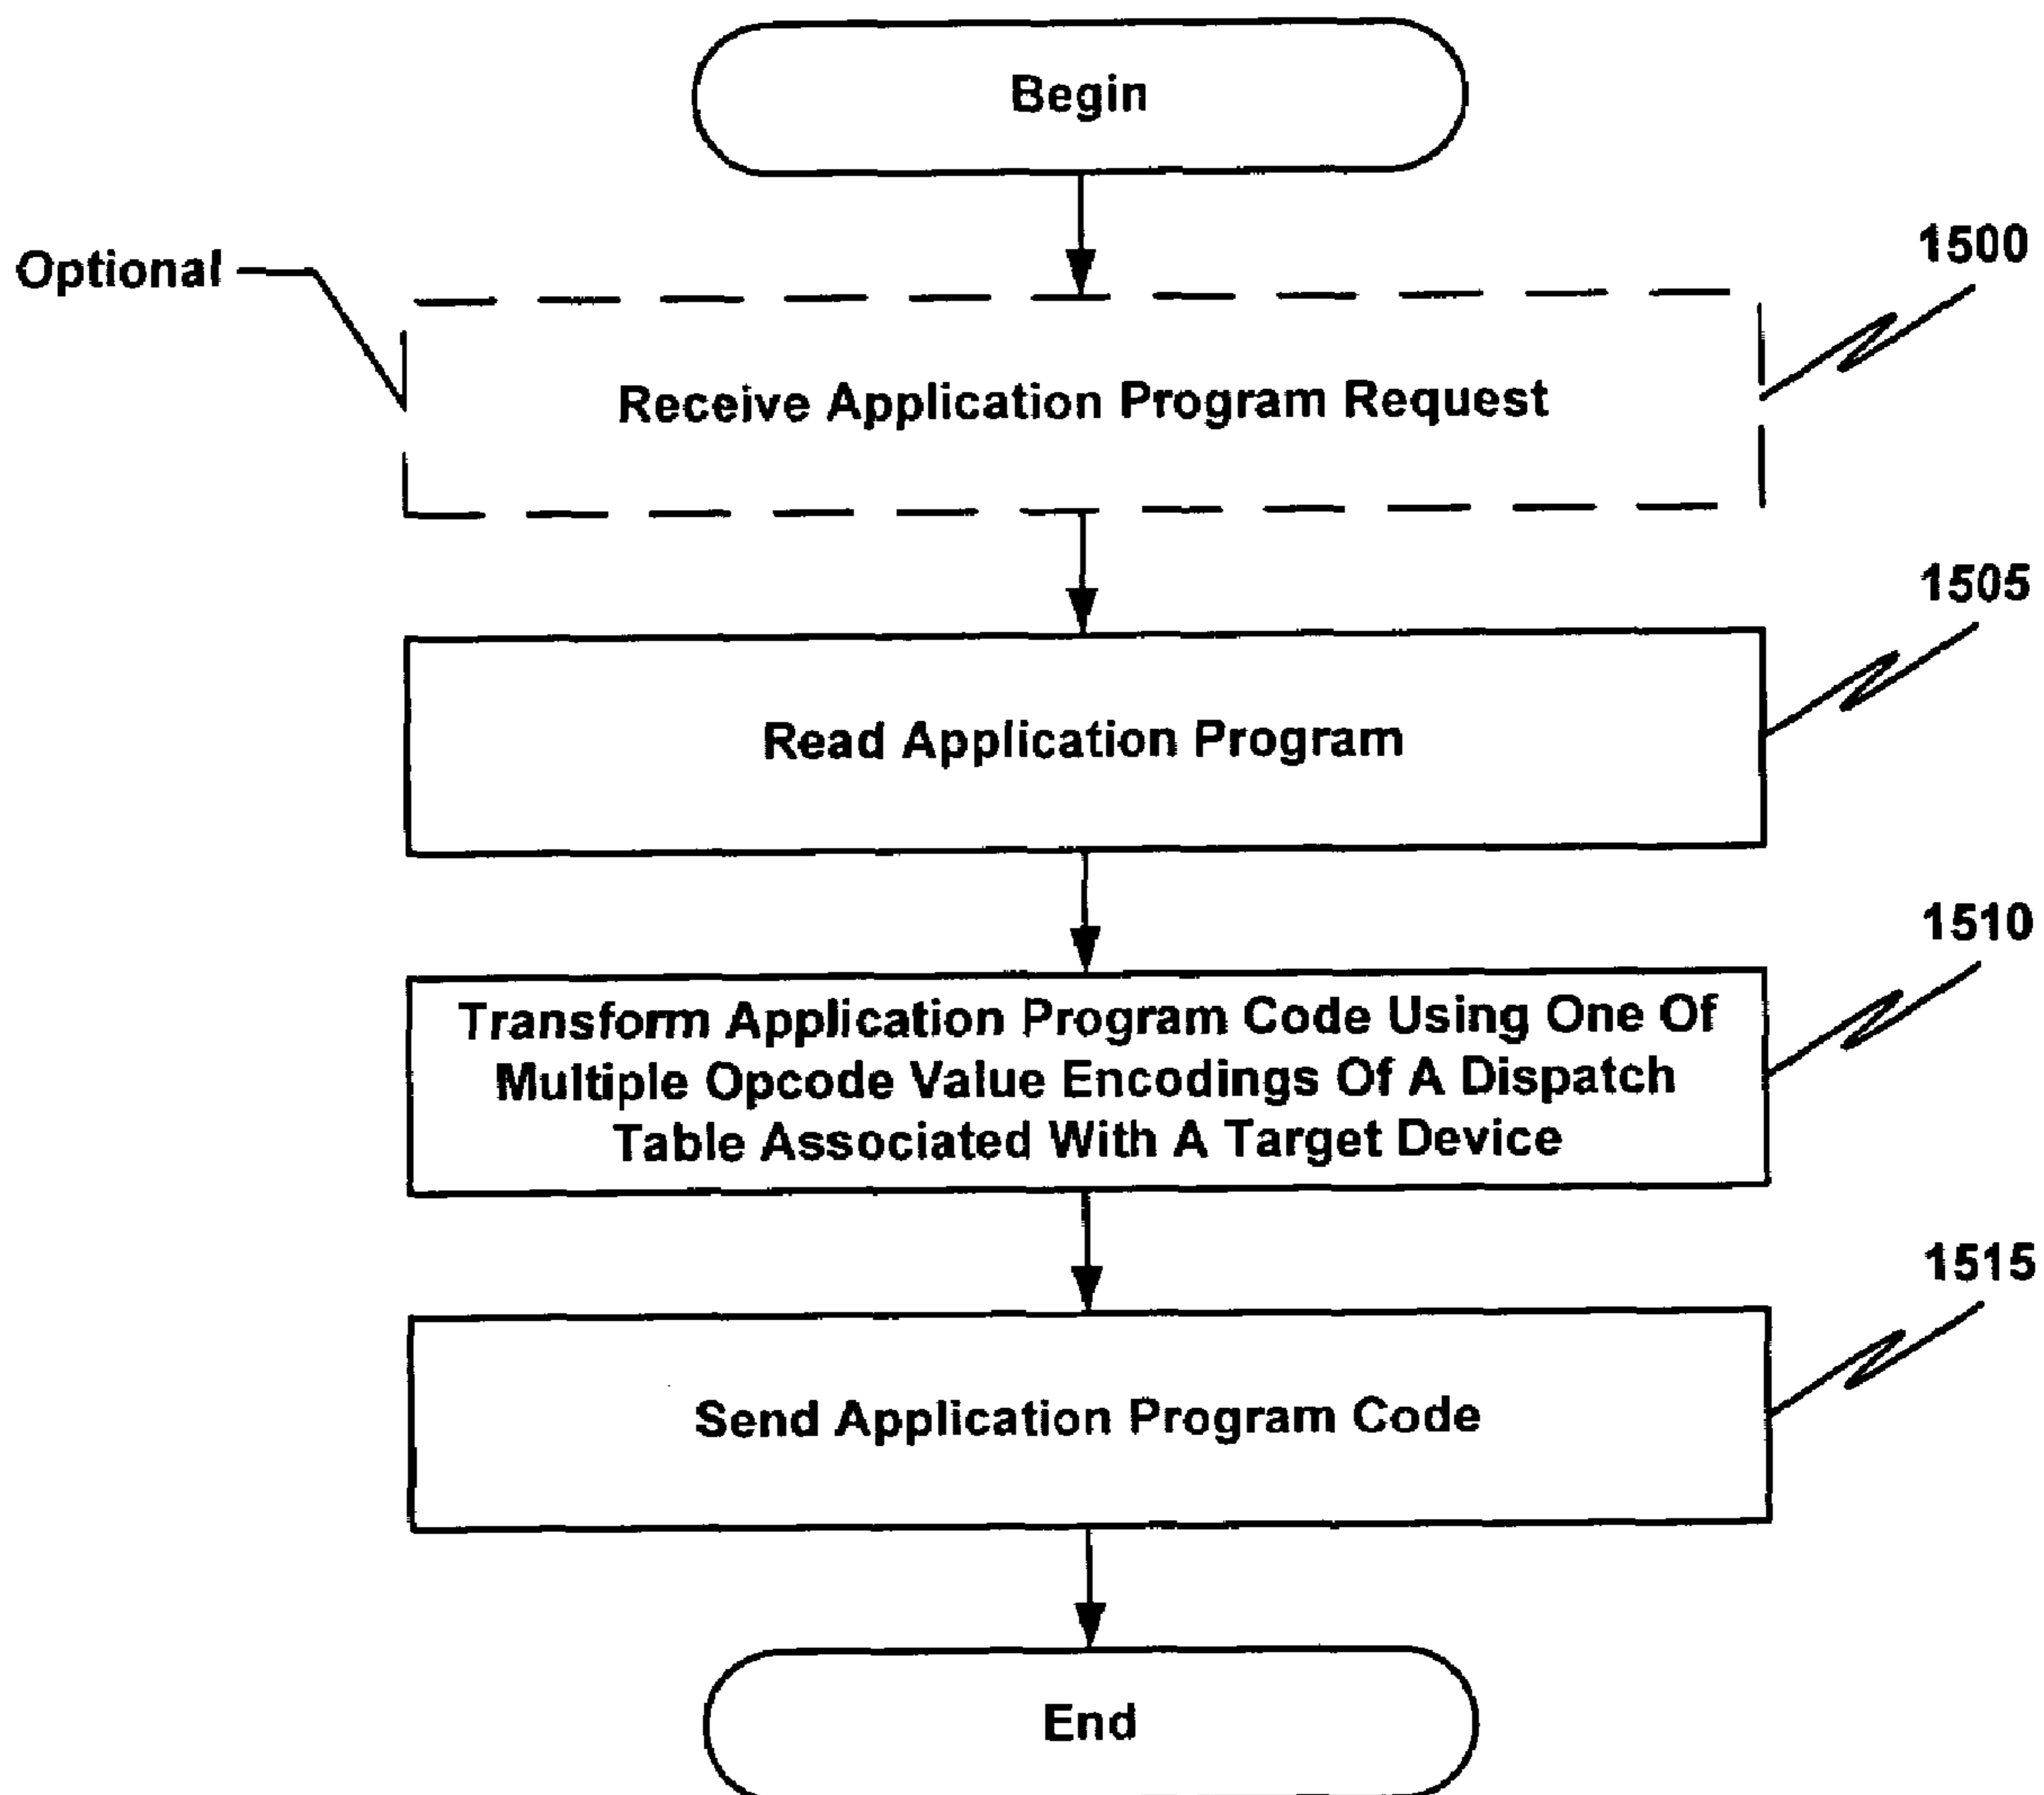 Begin
Optional
1500
Receive Application Program Request
1505
Read Application Program
1510
Transform Application Program Code Using One Of
Multiple Opcode Value Encodings Of A Dispatch
Table Associated With A Target Device
1515
Send Application Program Code
End